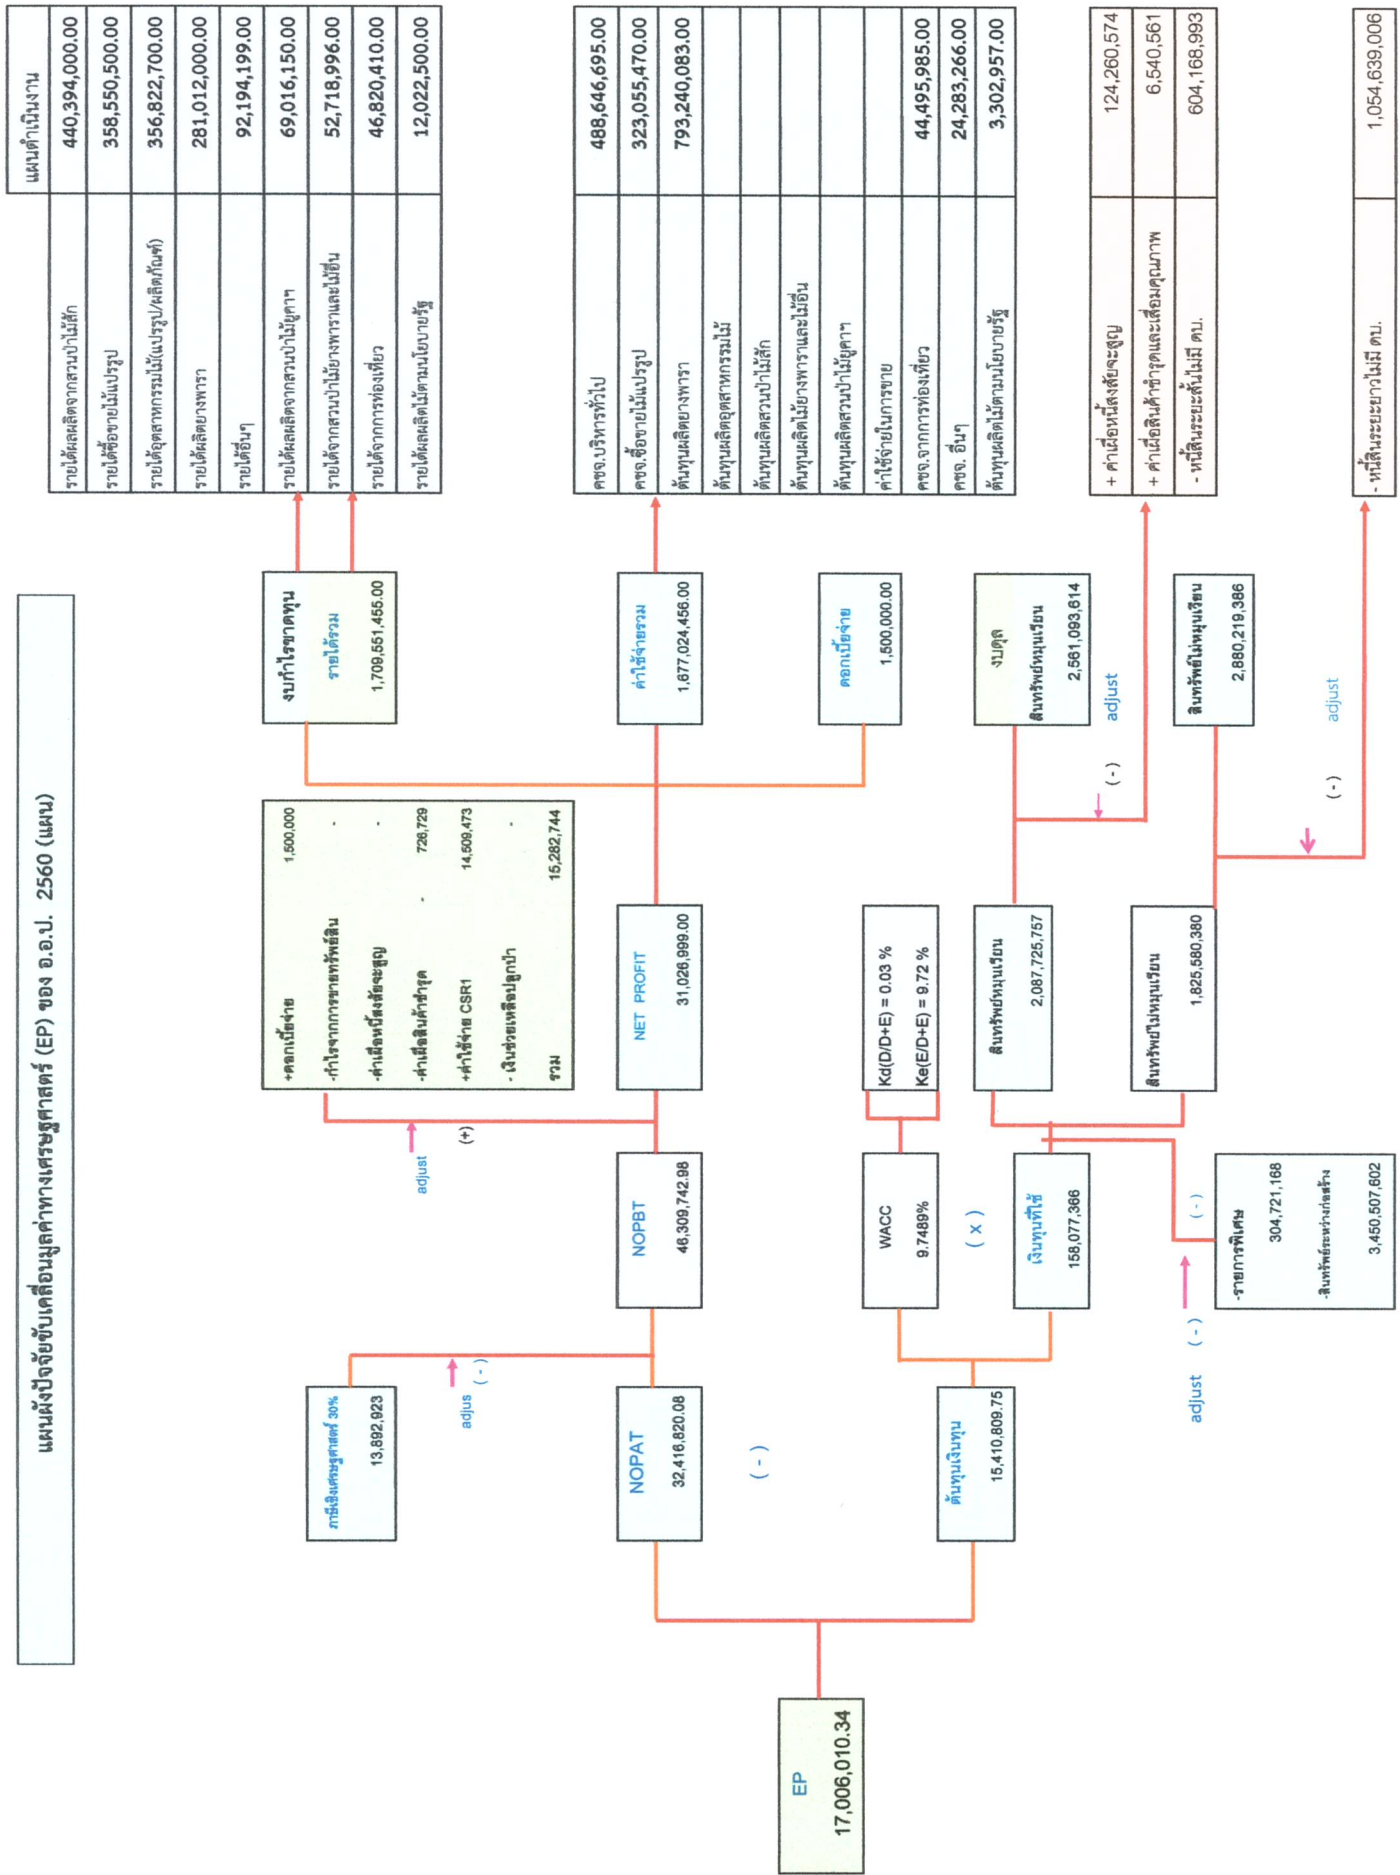 แผนผังปัจจัยขับเคลื่อนมูลค่าทางเศรษฐศาสตร์ (EP) ของ อ.อ.ป. 2560 (แผน)
EP
17,006,010.34
ภาษีเชิงเศรษฐศาสตร์ 30%
13,892,923
adjus
( - )
NOPAT
32,416,820.08
( - )
ต้นทุนเงินทุน
15,410,809.75
adjust
(+)
NOPBT
46,309,742.98
WACC
9.7489%
( x )
เงินทุนที่ใช้
158,077,366
adjust ( - )
( - )
-รายการพิเศษ
304,721,168
-สินทรัพย์ระหว่างก่อสร้าง
3,450,507,602
+ดอกเบี้ยจ่าย 1,500,000
-กำไรจากการขายทรัพย์สิน -
-ค่าเผื่อหนี้สงสัยจะสูญ -
-ค่าเผื่อสินค้าชำรุด - 726,729
+ค่าใช้จ่าย CSR1 14,509,473
- เงินช่วยเหลือปลูกป่า -
รวม 15,282,744
NET PROFIT
31,026,999.00
Kd(D/D+E) = 0.03 %
Ke(E/D+E) = 9.72 %
สินทรัพย์หมุนเวียน
2,087,725,757
สินทรัพย์ไม่หมุนเวียน
1,825,580,380
งบกำไรขาดทุน
รายได้รวม
1,709,551,455.00
ค่าใช้จ่ายรวม
1,677,024,456.00
ดอกเบี้ยจ่าย
1,500,000.00
งบดุล
สินทรัพย์หมุนเวียน
2,561,093,614
( - ) adjust
สินทรัพย์ไม่หมุนเวียน
2,880,219,386
( - ) adjust
แผนดำเนินงาน
รายได้ผลผลิตจากสวนป่าไม้สัก 440,394,000.00
รายได้ซื้อขายไม้แปรรูป 358,550,500.00
รายได้อุตสาหกรรมไม้(แปรรูป/ผลิตภัณฑ์) 356,822,700.00
รายได้ผลิตยางพารา 281,012,000.00
รายได้อื่นๆ 92,194,199.00
รายได้ผลผลิตจากสวนป่าไม้ยูคาฯ 69,016,150.00
รายได้จากสวนป่าไม้ยางพาราและไม้อื่น 52,718,996.00
รายได้จากการท่องเที่ยว 46,820,410.00
รายได้ผลผลิตไม้ตามนโยบายรัฐ 12,022,500.00
คชจ.บริหารทั่วไป 488,646,695.00
คชจ.ซื้อขายไม้แปรรูป 323,055,470.00
ต้นทุนผลิตยางพารา 793,240,083.00
ต้นทุนผลิตอุตสาหกรรมไม้
ต้นทุนผลิตสวนป่าไม้สัก
ต้นทุนผลิตไม้ยางพาราและไม้อื่น
ต้นทุนผลิตสวนป่าไม้ยูคาฯ
ค่าใช้จ่ายในการขาย
คชจ.จากการท่องเที่ยว 44,495,985.00
คชจ. อื่นๆ 24,283,266.00
ต้นทุนผลิตไม้ตามนโยบายรัฐ 3,302,957.00
+ ค่าเผื่อหนี้สงสัยจะสูญ 124,260,574
+ ค่าเผื่อสินค้าชำรุดและเสื่อมคุณภาพ 6,540,561
- หนี้สินระยะสั้นไม่มี ดบ. 604,168,993
- หนี้สินระยะยาวไม่มี ดบ. 1,054,639,006